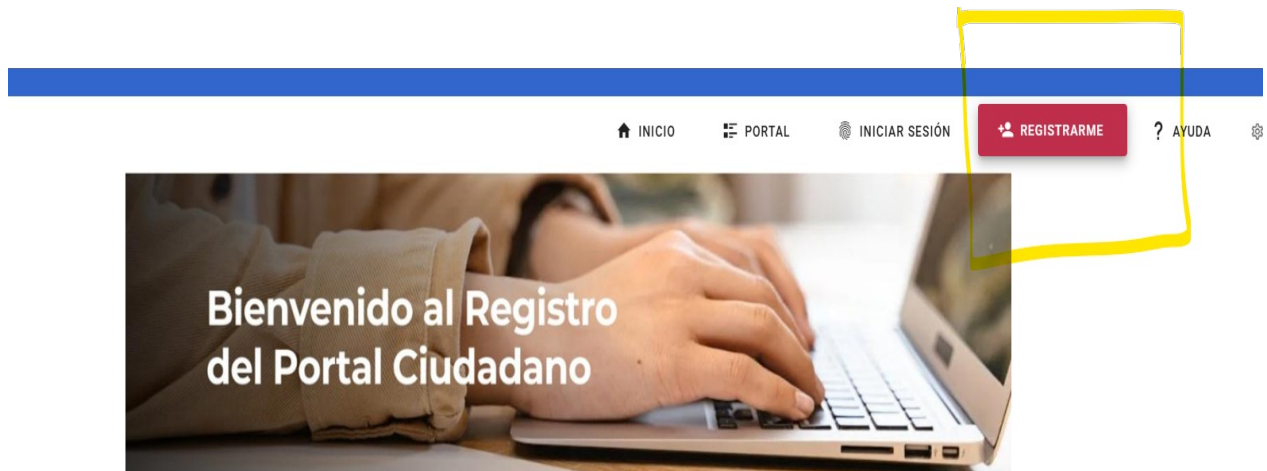 INICIO PORTAL INICIAR SESIÓN REGISTRARME ? AYUDA
Bienvenido al Registro
del Portal Ciudadano